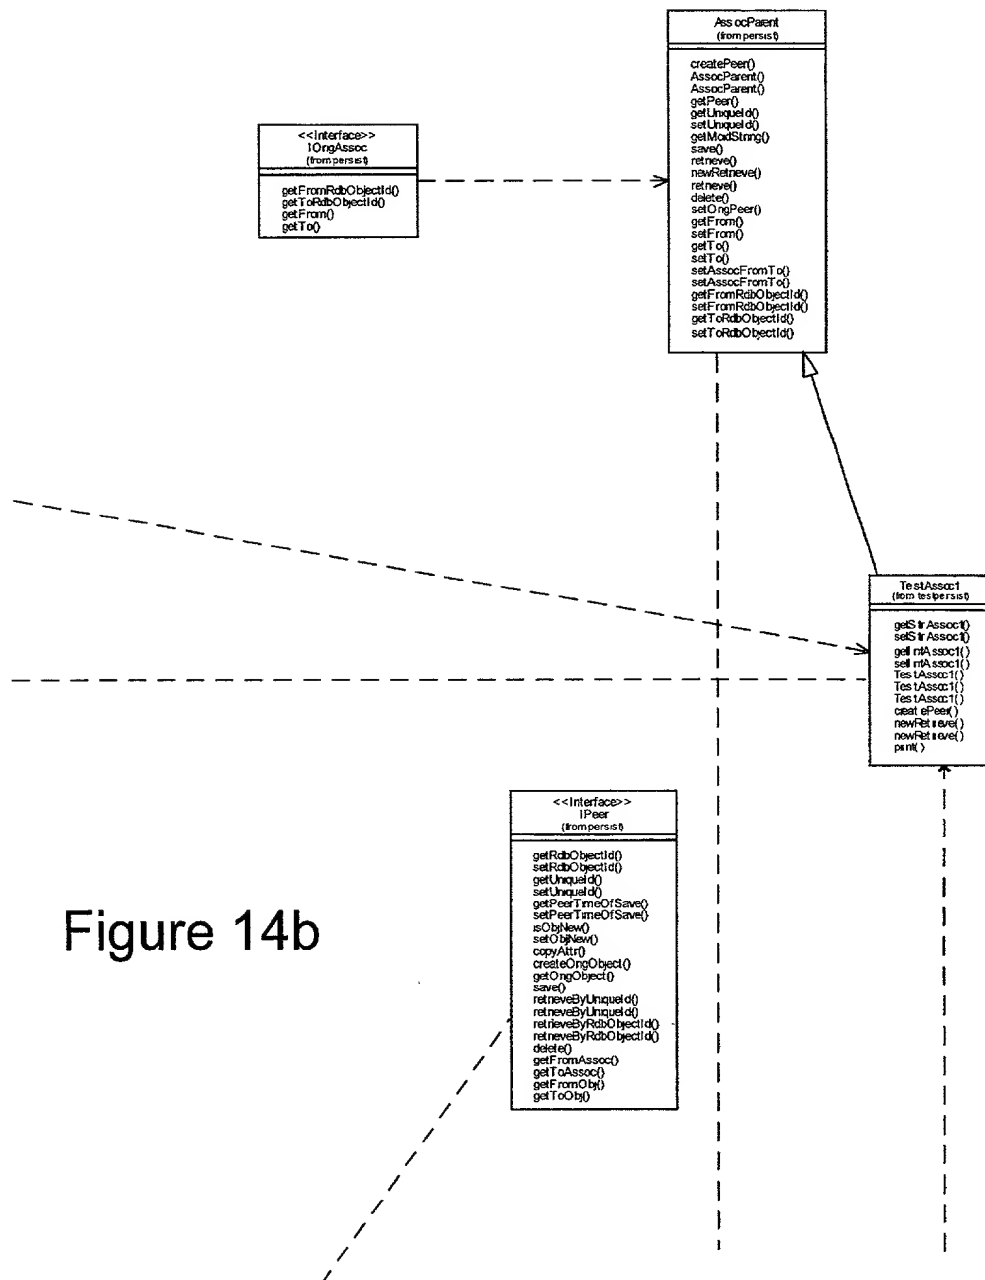 AssocParent
(from persist)
createPeer()
AssocParent()
AssocParent()
getPeer()
getUniqueId()
setUniqueId()
getModString()
save()
retrieve()
newRetrieve()
retrieve()
delete()
setOrigPeer()
getFrom()
setFrom()
getTo()
setTo()
setAssocFromTo()
setAssocFromTo()
getFromRdbObjectId()
setFromRdbObjectId()
getToRdbObjectId()
setToRdbObjectId()
<<Interface>>
IOrigAssoc
(from persist)
getFromRdbObjectId()
getToRdbObjectId()
getFrom()
getTo()
TestAssoc1
(from testpersist)
getStrAssoc1()
setStrAssoc1()
getIntAssoc1()
setIntAssoc1()
TestAssoc1()
TestAssoc1()
TestAssoc1()
createPeer()
newRetrieve()
newRetrieve()
print()
<<Interface>>
IPeer
(from persist)
getRdbObjectId()
setRdbObjectId()
getUniqueId()
setUniqueId()
getPeerTimeOfSave()
setPeerTimeOfSave()
isObjNew()
setObjNew()
copyAttr()
createOrigObject()
getOrigObject()
save()
retrieveByUniqueId()
retrieveByUniqueId()
retrieveByRdbObjectId()
retrieveByRdbObjectId()
delete()
getFromAssoc()
getToAssoc()
getFromObj()
getToObj()
Figure 14b